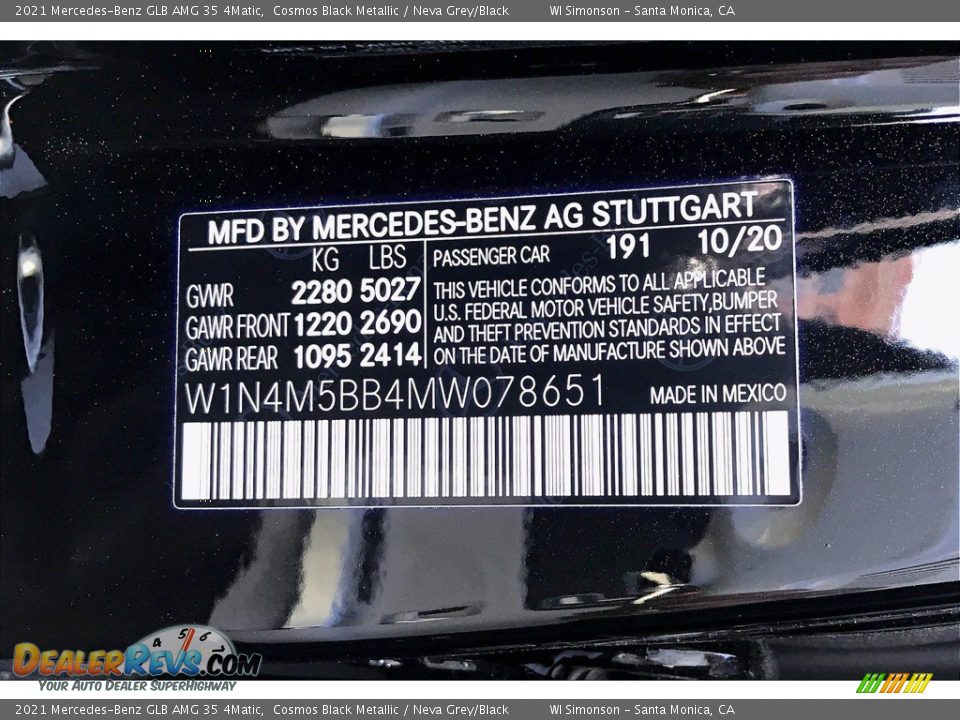 2021 Mercedes-Benz GLB AMG 35 4Matic,  Cosmos Black Metallic / Neva Grey/Black    WI Simonson - Santa Monica, CA
MFD BY MERCEDES-BENZ AG STUTTGART
KG LBS PASSENGER CAR 191 10/20
GVWR 2280 5027
GAWR FRONT 1220 2690
GAWR REAR 1095 2414
THIS VEHICLE CONFORMS TO ALL APPLICABLE
U.S. FEDERAL MOTOR VEHICLE SAFETY,BUMPER
AND THEFT PREVENTION STANDARDS IN EFFECT
ON THE DATE OF MANUFACTURE SHOWN ABOVE
W1N4M5BB4MW078651 MADE IN MEXICO
4 5 6
DEALERREVS.COM
YOUR AUTO DEALER SUPERHIGHWAY
2021 Mercedes-Benz GLB AMG 35 4Matic,  Cosmos Black Metallic / Neva Grey/Black    WI Simonson - Santa Monica, CA